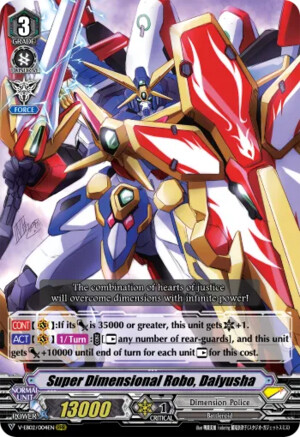 3
GRADE
FORCE
The combination of hearts of justice
will overcome dimensions with infinite power!
CONT [ ]:If its is 35000 or greater, this unit gets +1.
ACT [ ] 1/Turn :[ any number of rear-guards], and this unit
gets +10000 until end of turn for each unit for this cost.
Super Dimensional Robo, Daiyusha
NORMAL
UNIT
Dimension Police
POWER
13000
1
CRITICAL
Battleroid
V-EB02/004EN